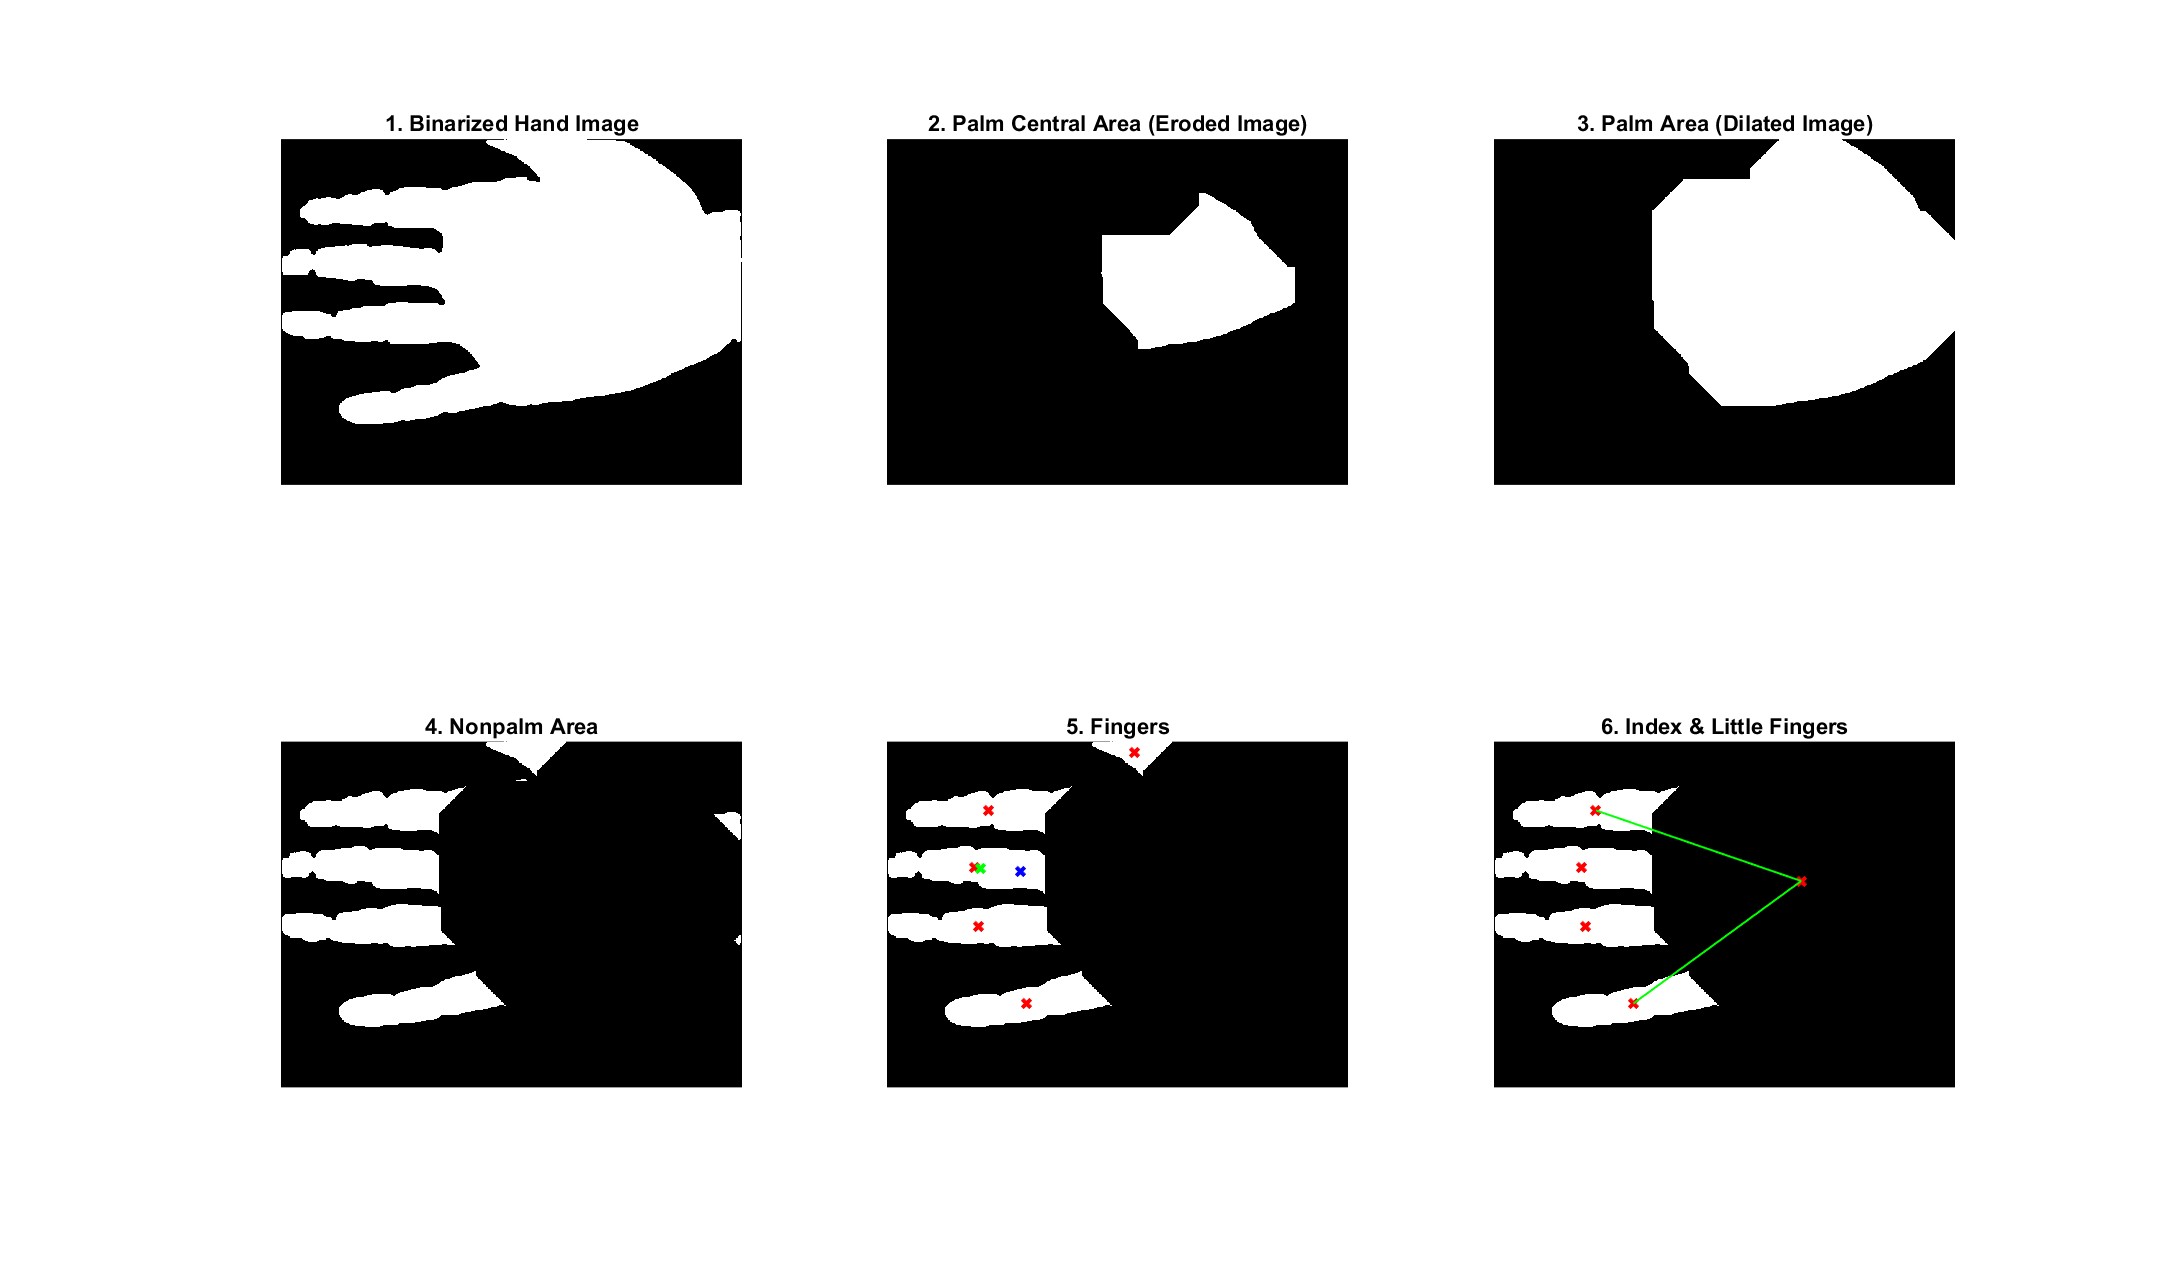 1. Binarized Hand Image
2. Palm Central Area (Eroded Image)
3. Palm Area (Dilated Image)
4. Nonpalm Area
5. Fingers
6. Index & Little Fingers